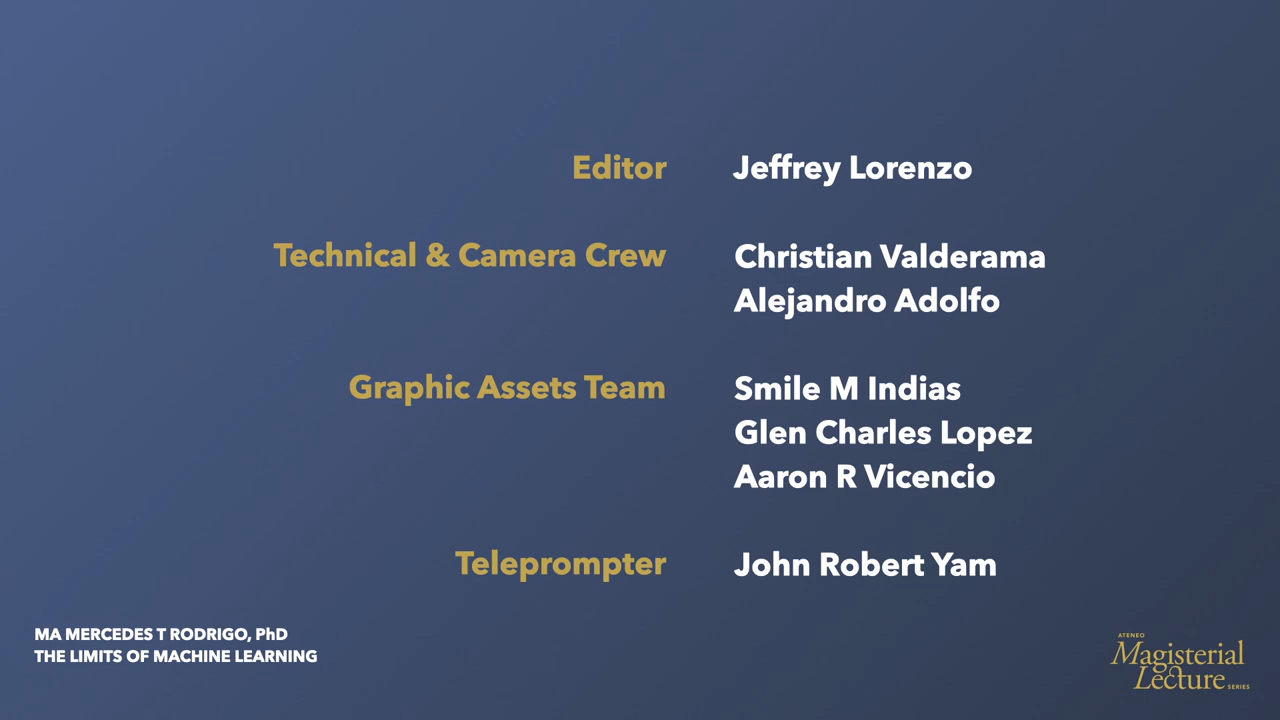 Editor Jeffrey Lorenzo
Technical & Camera Crew Christian Valderama
Alejandro Adolfo
Graphic Assets Team Smile M Indias
Glen Charles Lopez
Aaron R Vicencio
Teleprompter John Robert Yam
MA MERCEDES T RODRIGO, PhD
THE LIMITS OF MACHINE LEARNING
ATENEO
Magisterial
Lecture SERIES